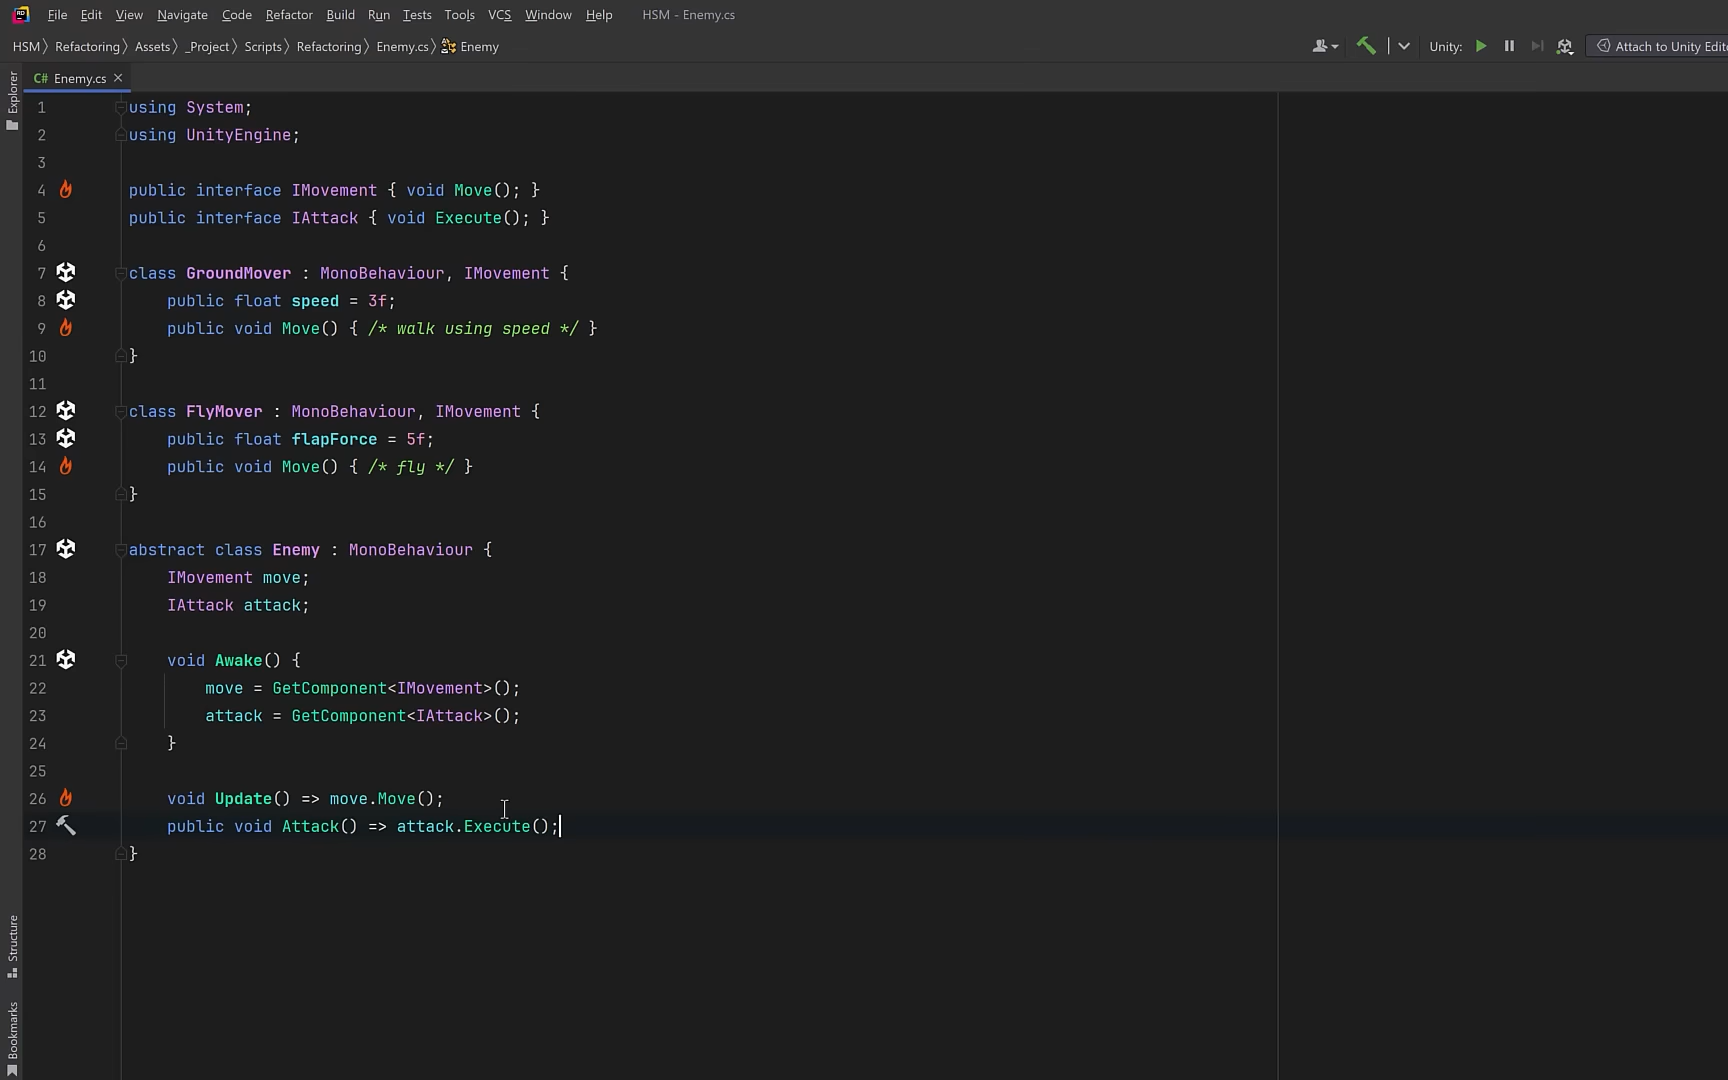 File Edit View Navigate Code Refactor Build Run Tests Tools VCS Window Help HSM - Enemy.cs
HSM 〉 Refactoring 〉 Assets 〉 _Project 〉 Scripts 〉 Refactoring 〉 Enemy.cs 〉 Enemy Unity: Attach to Unity Edito
Explorer
C# Enemy.cs ×
1 using System;
2 using UnityEngine;
3
4 public interface IMovement { void Move(); }
5 public interface IAttack { void Execute(); }
6
7 class GroundMover : MonoBehaviour, IMovement {
8 public float speed = 3f;
9 public void Move() { /* walk using speed */ }
10 }
11
12 class FlyMover : MonoBehaviour, IMovement {
13 public float flapForce = 5f;
14 public void Move() { /* fly */ }
15 }
16
17 abstract class Enemy : MonoBehaviour {
18 IMovement move;
19 IAttack attack;
20
21 void Awake() {
22 move = GetComponent<IMovement>();
23 attack = GetComponent<IAttack>();
24 }
25
26 void Update() => move.Move();
27 public void Attack() => attack.Execute();
28 }
Structure
Bookmarks